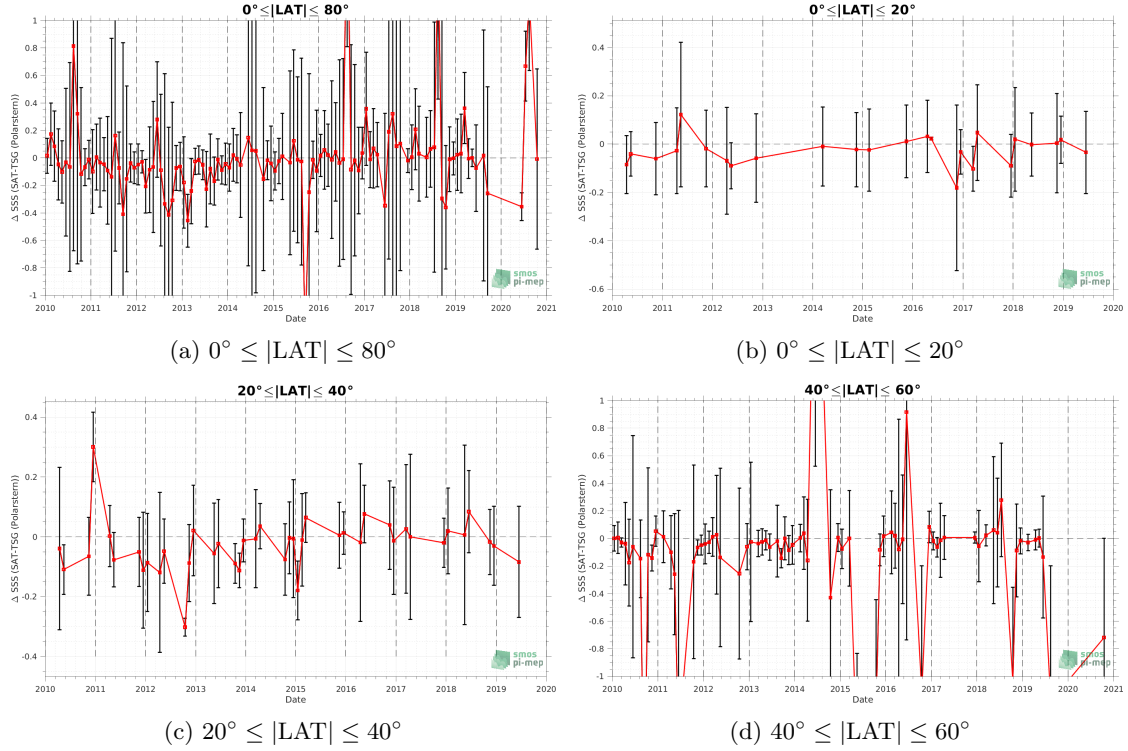 0°≤|LAT|≤ 80°
1
0.8
0.6
0.4
0.2
0
-0.2
-0.4
-0.6
-0.8
-1
Δ SSS (SAT-TSG (Polarstern))
2010 2011 2012 2013 2014 2015 2016 2017 2018 2019 2020 2021
Date
smos
pi-mep
(a) 0° ≤ |LAT| ≤ 80°
0°≤|LAT|≤ 20°
0.4
0.2
0
-0.2
-0.4
-0.6
Δ SSS (SAT-TSG (Polarstern))
2010 2011 2012 2013 2014 2015 2016 2017 2018 2019 2020
Date
smos
pi-mep
(b) 0° ≤ |LAT| ≤ 20°
20°≤|LAT|≤ 40°
0.4
0.2
0
-0.2
-0.4
Δ SSS (SAT-TSG (Polarstern))
2010 2011 2012 2013 2014 2015 2016 2017 2018 2019 2020
Date
smos
pi-mep
(c) 20° ≤ |LAT| ≤ 40°
40°≤|LAT|≤ 60°
1
0.8
0.6
0.4
0.2
0
-0.2
-0.4
-0.6
-0.8
-1
Δ SSS (SAT-TSG (Polarstern))
2010 2011 2012 2013 2014 2015 2016 2017 2018 2019 2020 2021
Date
smos
pi-mep
(d) 40° ≤ |LAT| ≤ 60°